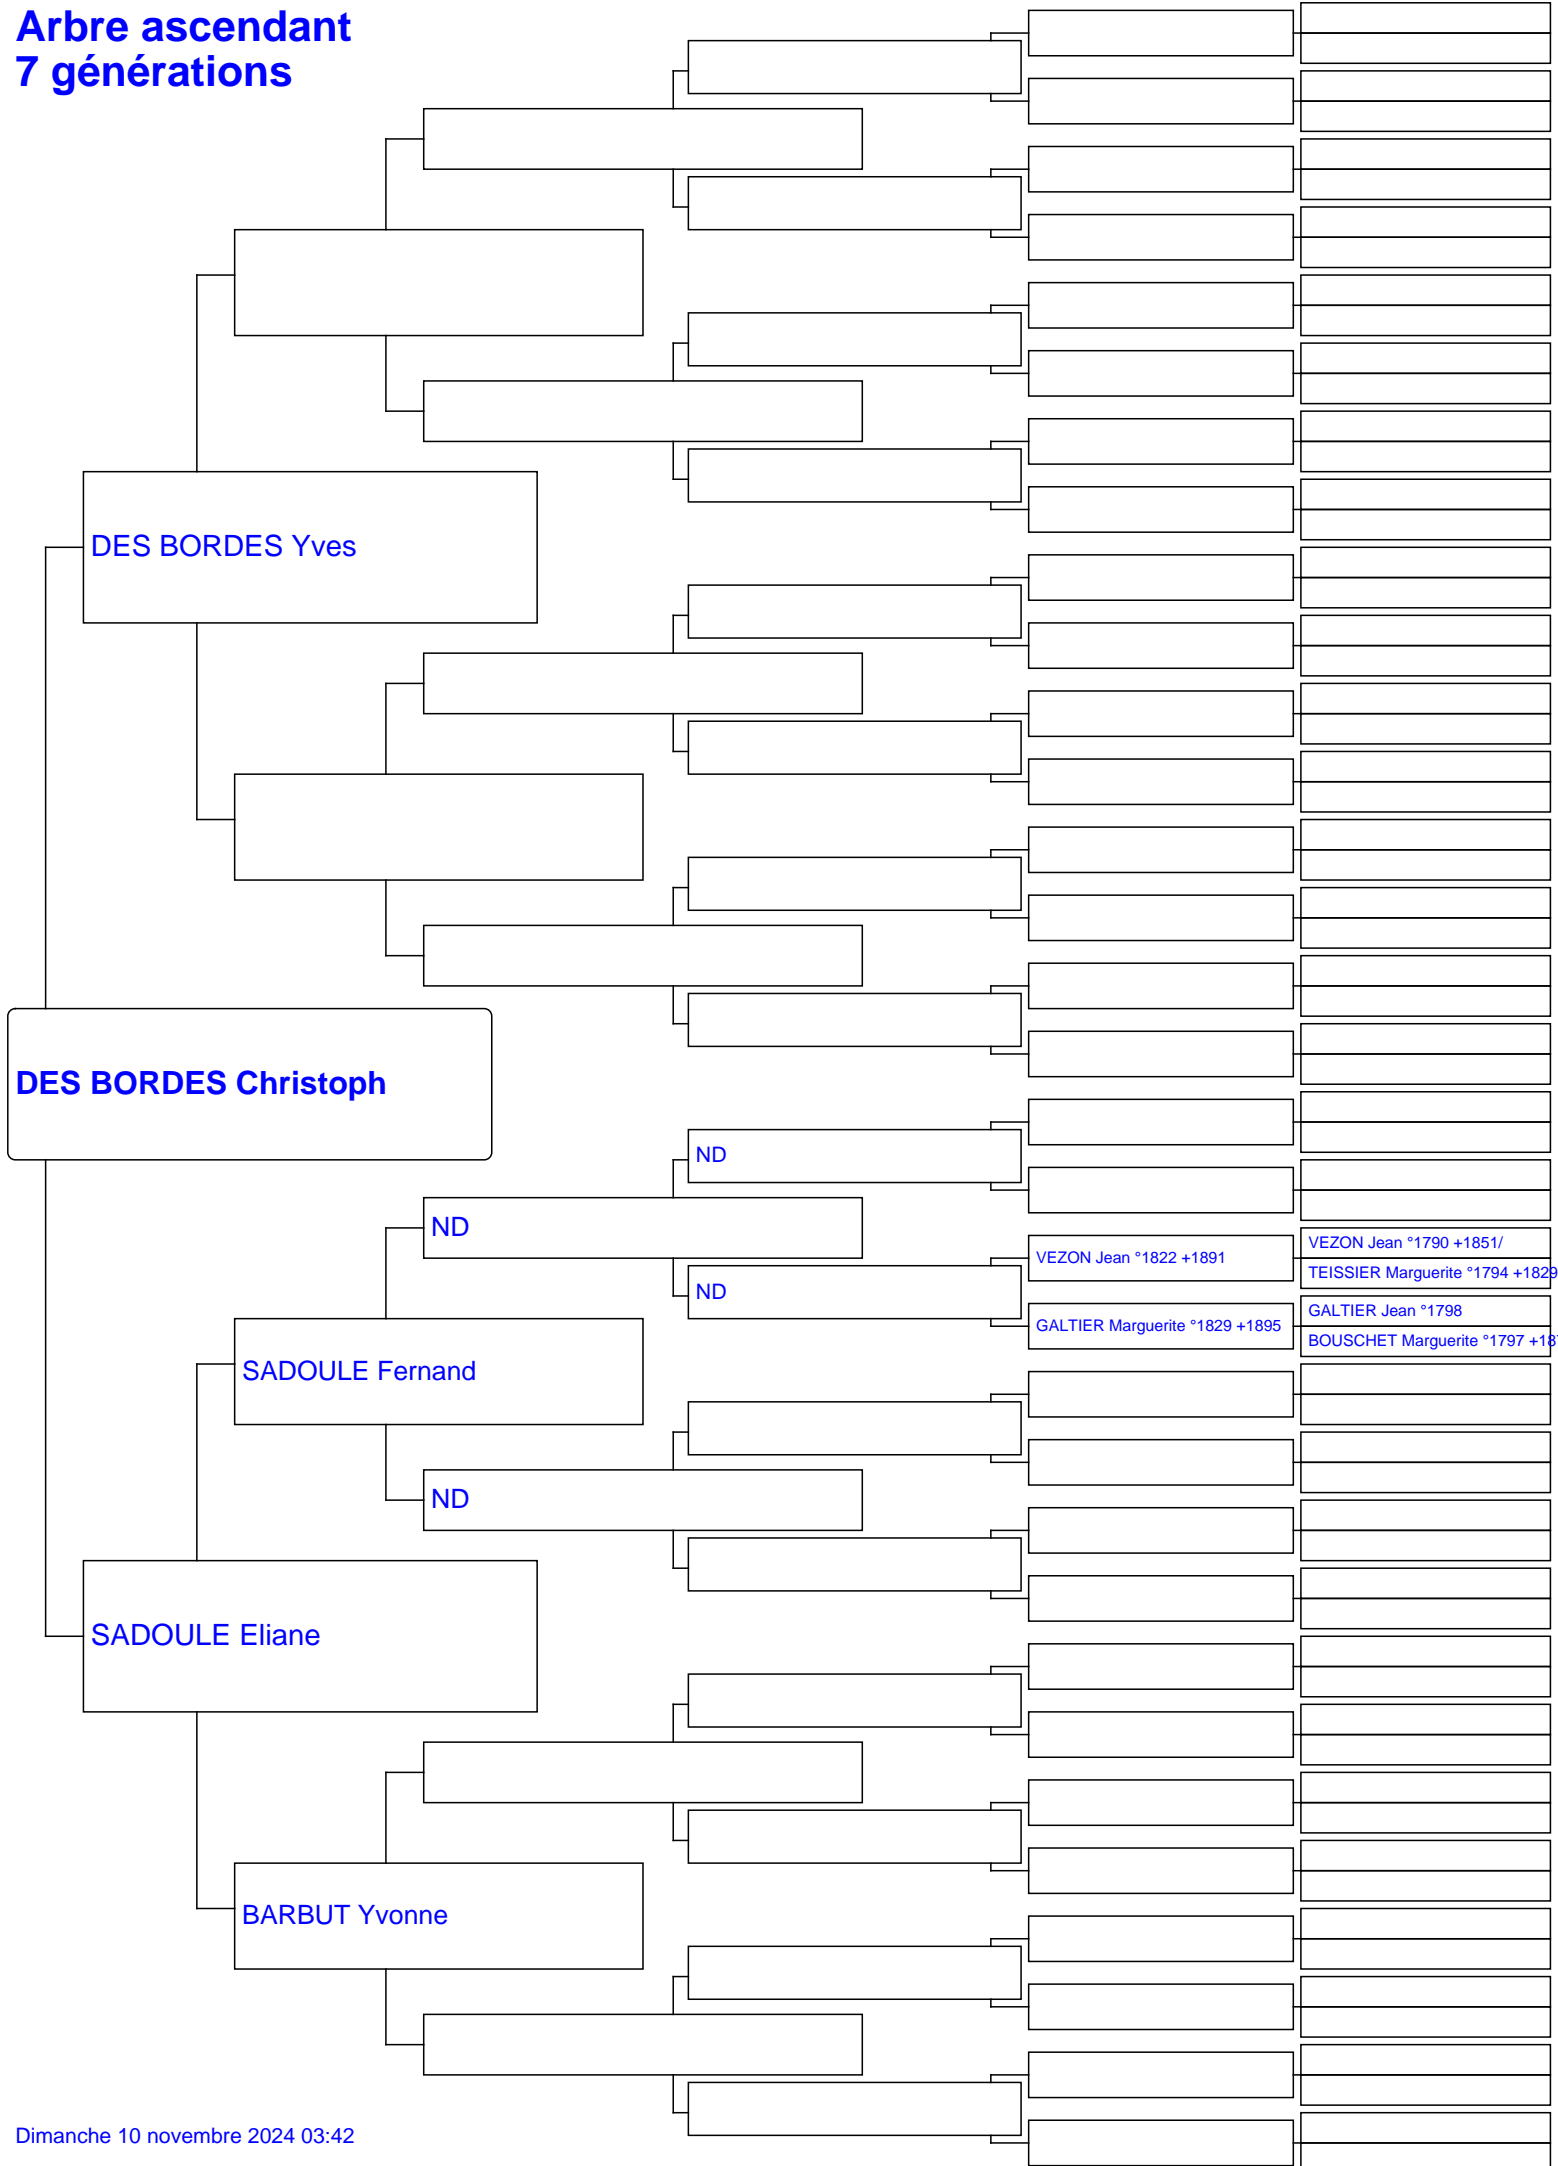 Arbre ascendant
7 générations
DES BORDES Yves
DES BORDES Christoph
ND
ND
VEZON Jean °1822 +1891
VEZON Jean °1790 +1851/
TEISSIER Marguerite °1794 +1829
ND
GALTIER Marguerite °1829 +1895
GALTIER Jean °1798
BOUSCHET Marguerite °1797 +18
SADOULE Fernand
ND
SADOULE Eliane
BARBUT Yvonne
Dimanche 10 novembre 2024 03:42